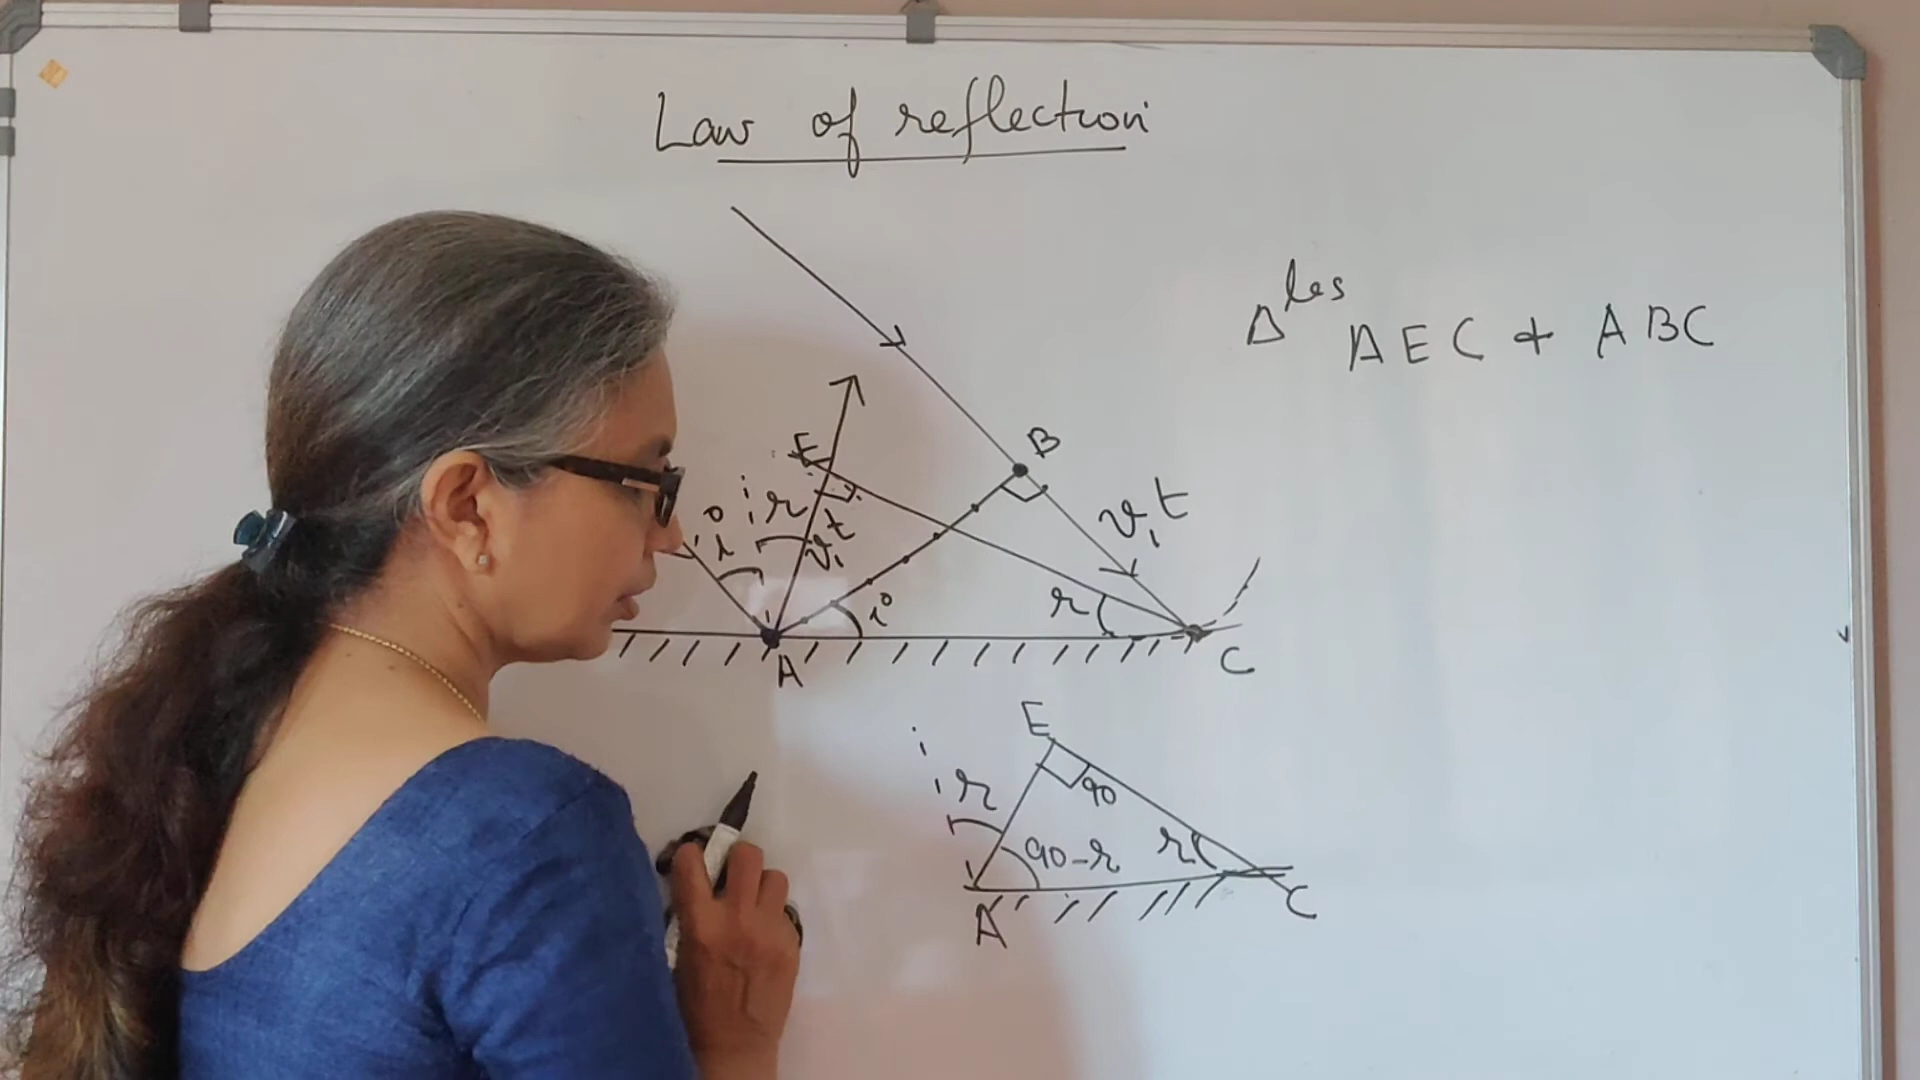 Law of reflection
Δles AEC + ABC
B
E
r
v₁t
v₁t
i
i
r
A
C
E
r
90
90-r
r
A
C